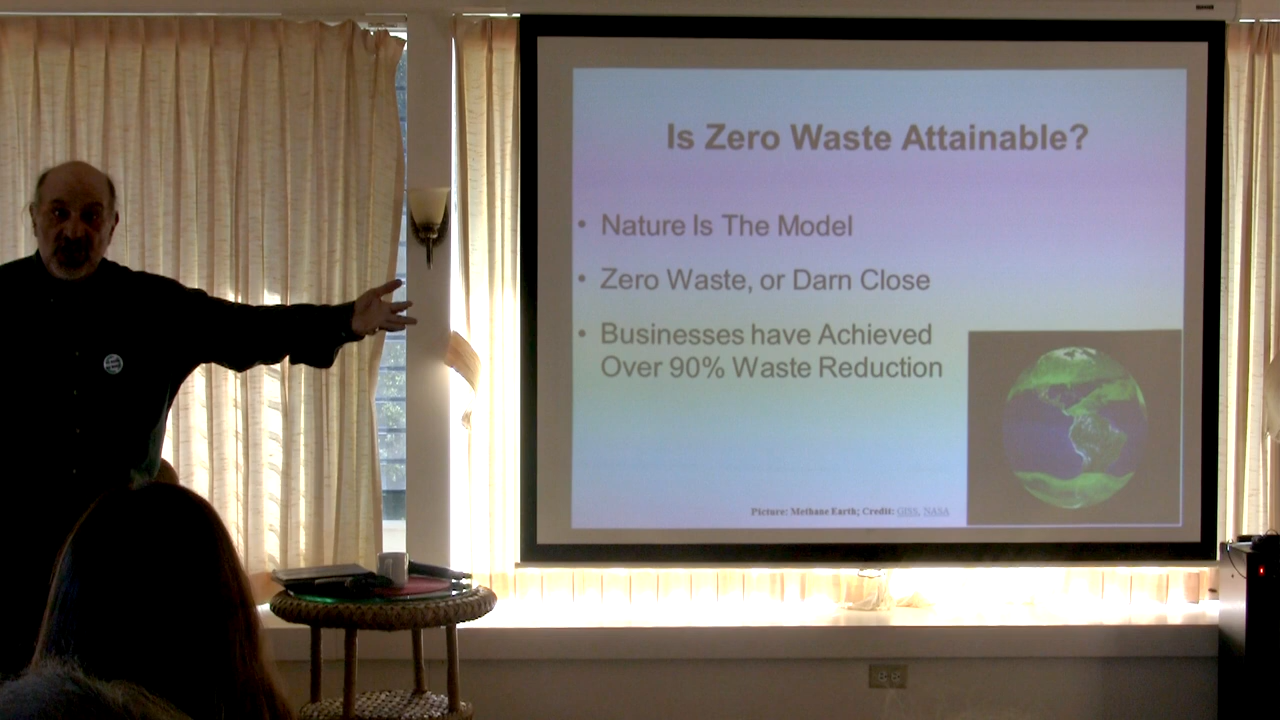 Is Zero Waste Attainable?
• Nature Is The Model
• Zero Waste, or Darn Close
• Businesses have Achieved
Over 90% Waste Reduction
Picture: Methane Earth; Credit: GISS, NASA